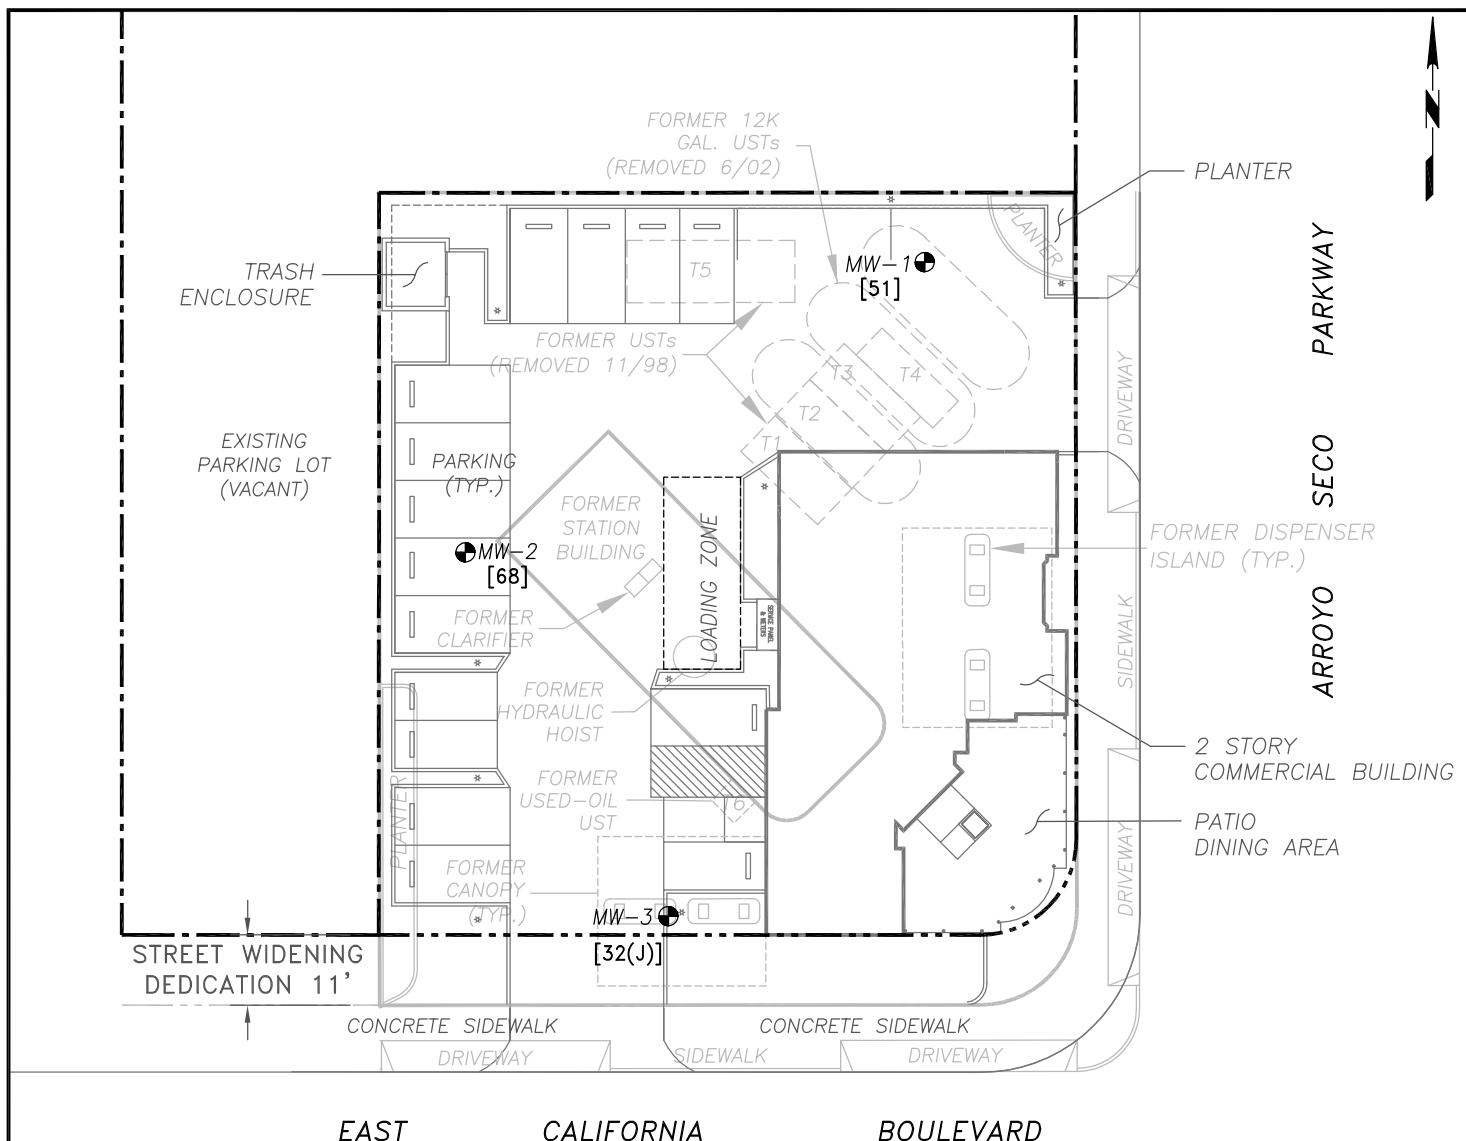 FORMER 12K
GAL. USTs
(REMOVED 6/02)
N
PLANTER
PLANTER
TRASH
ENCLOSURE
T5
MW-1
[51]
FORMER USTs
(REMOVED 11/98)
T3
T4
T2
T1
PARKWAY
SECO
ARROYO
DRIVEWAY
EXISTING
PARKING LOT
(VACANT)
PARKING
(TYP.)
FORMER
STATION
BUILDING
LOADING ZONE
FORMER DISPENSER
ISLAND (TYP.)
MW-2
[68]
FORMER
CLARIFIER
SERVICE PANEL
& METERS
SIDEWALK
FORMER
HYDRAULIC
HOIST
2 STORY
COMMERCIAL BUILDING
FORMER
USED-OIL
UST
T6
PLANTER
PATIO
DINING AREA
FORMER
CANOPY
(TYP.)
DRIVEWAY
MW-3
[32(J)]
STREET WIDENING
DEDICATION 11'
CONCRETE SIDEWALK
CONCRETE SIDEWALK
DRIVEWAY
SIDEWALK
DRIVEWAY
EAST CALIFORNIA BOULEVARD